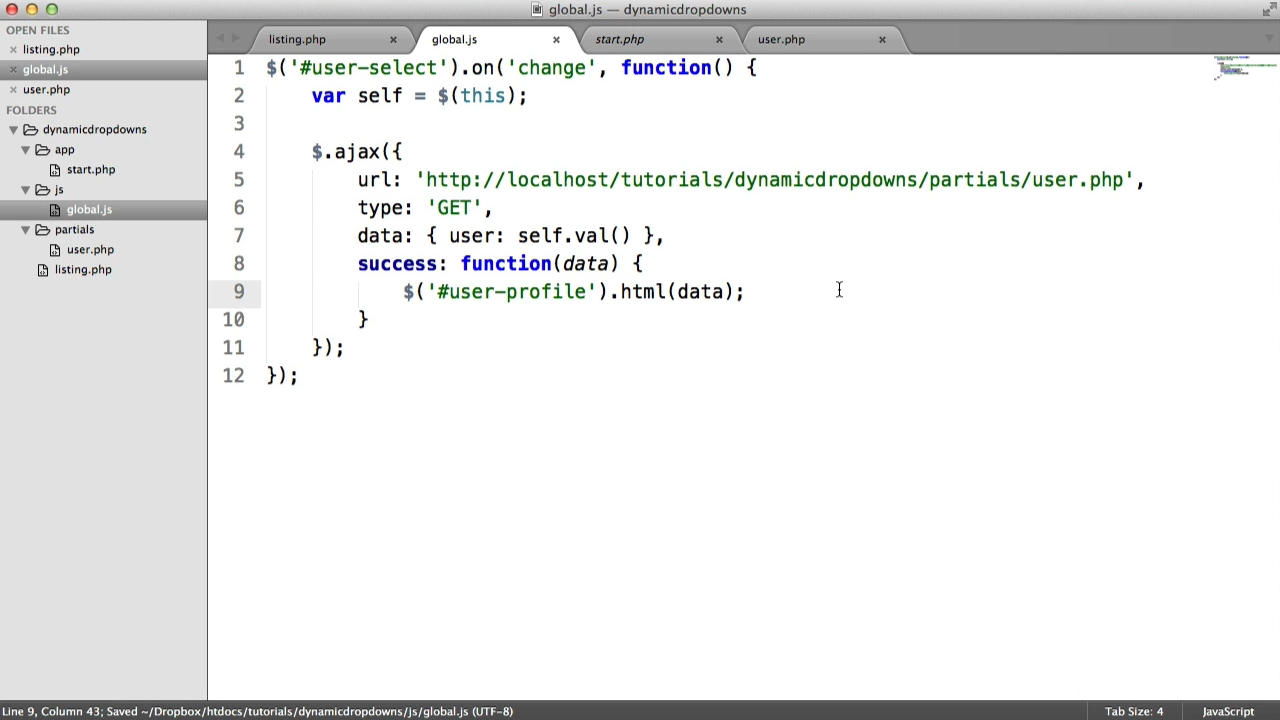 global.js — dynamicdropdowns
OPEN FILES
listing.php
global.js
user.php
FOLDERS
dynamicdropdowns
app
start.php
js
global.js
partials
user.php
listing.php
listing.php
global.js
start.php
user.php
1 $('#user-select').on('change', function() {
2 var self = $(this);
3
4 $.ajax({
5 url: 'http://localhost/tutorials/dynamicdropdowns/partials/user.php',
6 type: 'GET',
7 data: { user: self.val() },
8 success: function(data) {
9 $('#user-profile').html(data);
10 }
11 });
12 });
Line 9, Column 43; Saved ~/Dropbox/htdocs/tutorials/dynamicdropdowns/js/global.js (UTF-8)
Tab Size: 4
JavaScript